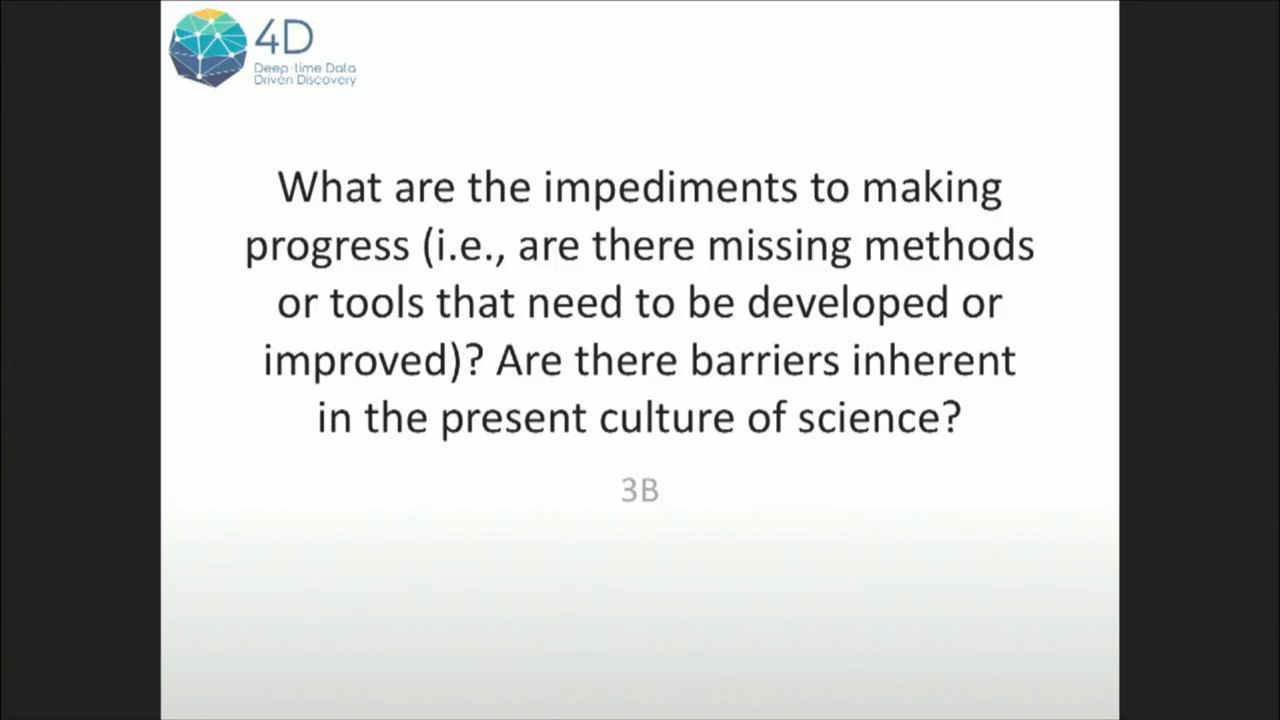 4D
Deep-time Data
Driven Discovery
What are the impediments to making
progress (i.e., are there missing methods
or tools that need to be developed or
improved)? Are there barriers inherent
in the present culture of science?
3B